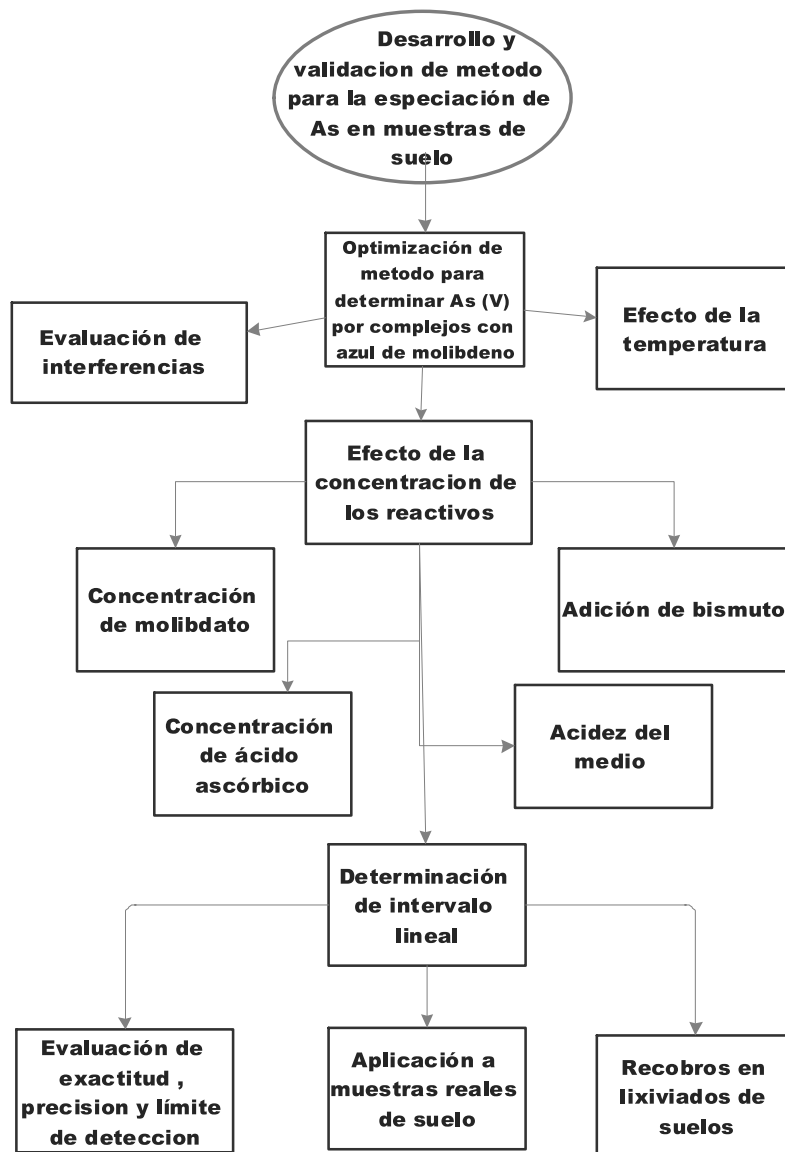 Desarrollo y
validacion de metodo
para la especiación de
As en muestras de
suelo
Optimización de
metodo para
determinar As (V)
por complejos con
azul de molibdeno
Evaluación de
interferencias
Efecto de la
temperatura
Efecto de la
concentracion de
los reactivos
Concentración
de molibdato
Adición de bismuto
Concentración
de ácido
ascórbico
Acidez del
medio
Determinación
de intervalo
lineal
Evaluación de
exactitud ,
precision y límite
de deteccion
Aplicación a
muestras reales
de suelo
Recobros en
lixiviados de
suelos